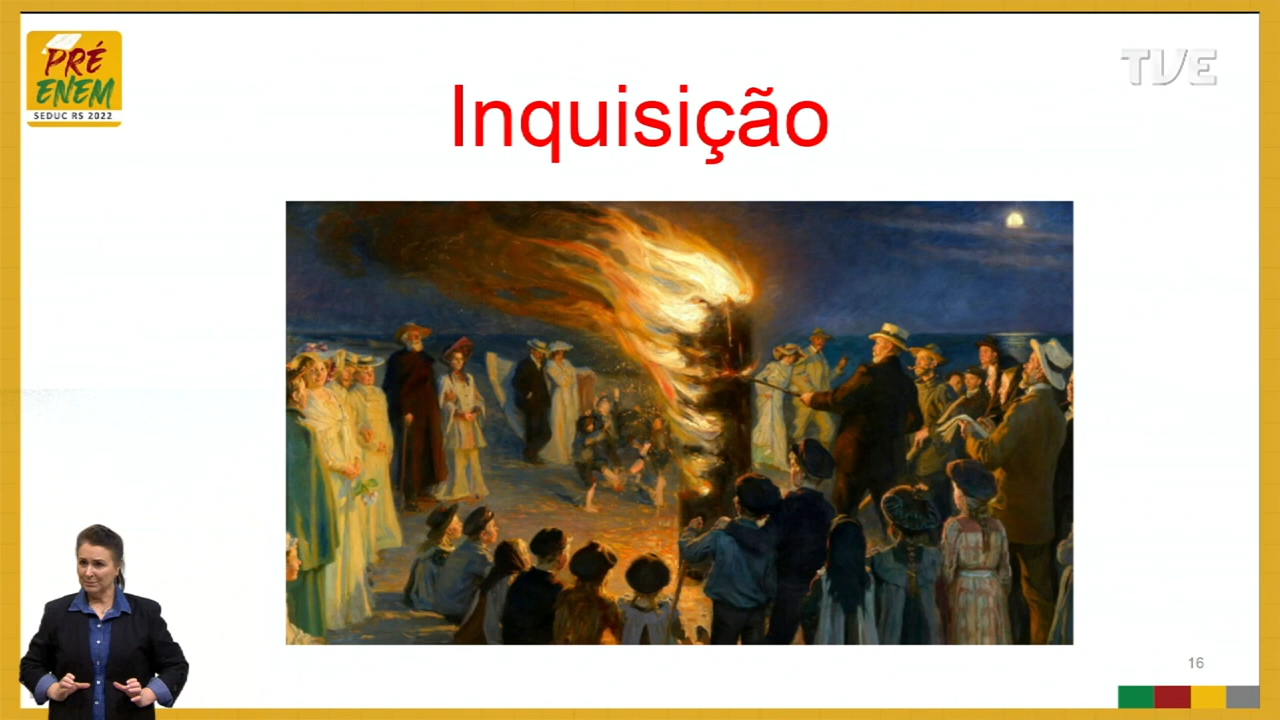 PRÉ
ENEM
SEDUC RS 2022
TVE
Inquisição
16